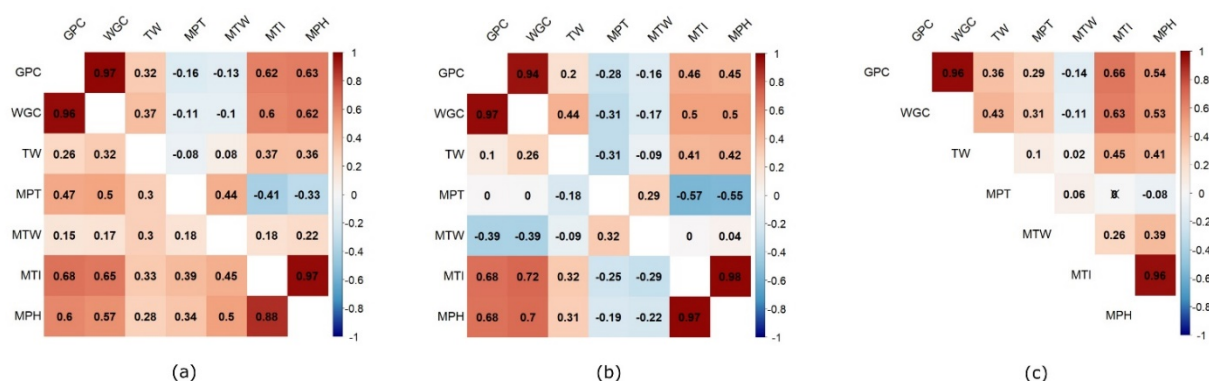 GPC WGC TW MPT MTW MTI MPH
GPC 0.97 0.32 -0.16 -0.13 0.62 0.63
WGC 0.96 0.37 -0.11 -0.1 0.6 0.62
TW 0.26 0.32 -0.08 0.08 0.37 0.36
MPT 0.47 0.5 0.3 0.44 -0.41 -0.33
MTW 0.15 0.17 0.3 0.18 0.18 0.22
MTI 0.68 0.65 0.33 0.39 0.45 0.97
MPH 0.6 0.57 0.28 0.34 0.5 0.88
1
0.8
0.6
0.4
0.2
0
-0.2
-0.4
-0.6
-0.8
-1
(a)
GPC WGC TW MPT MTW MTI MPH
GPC 0.94 0.2 -0.28 -0.16 0.46 0.45
WGC 0.97 0.44 -0.31 -0.17 0.5 0.5
TW 0.1 0.26 -0.31 -0.09 0.41 0.42
MPT 0 0 -0.18 0.29 -0.57 -0.55
MTW -0.39 -0.39 -0.09 0.32 0 0.04
MTI 0.68 0.72 0.32 -0.25 -0.29 0.98
MPH 0.68 0.7 0.31 -0.19 -0.22 0.97
1
0.8
0.6
0.4
0.2
0
-0.2
-0.4
-0.6
-0.8
-1
(b)
GPC WGC TW MPT MTW MTI MPH
GPC 0.96 0.36 0.29 -0.14 0.66 0.54
WGC 0.43 0.31 -0.11 0.63 0.53
TW 0.1 0.02 0.45 0.41
MPT 0.06 0 -0.08
MTW 0.26 0.39
MTI 0.96
MPH
1
0.8
0.6
0.4
0.2
0
-0.2
-0.4
-0.6
-0.8
-1
(c)